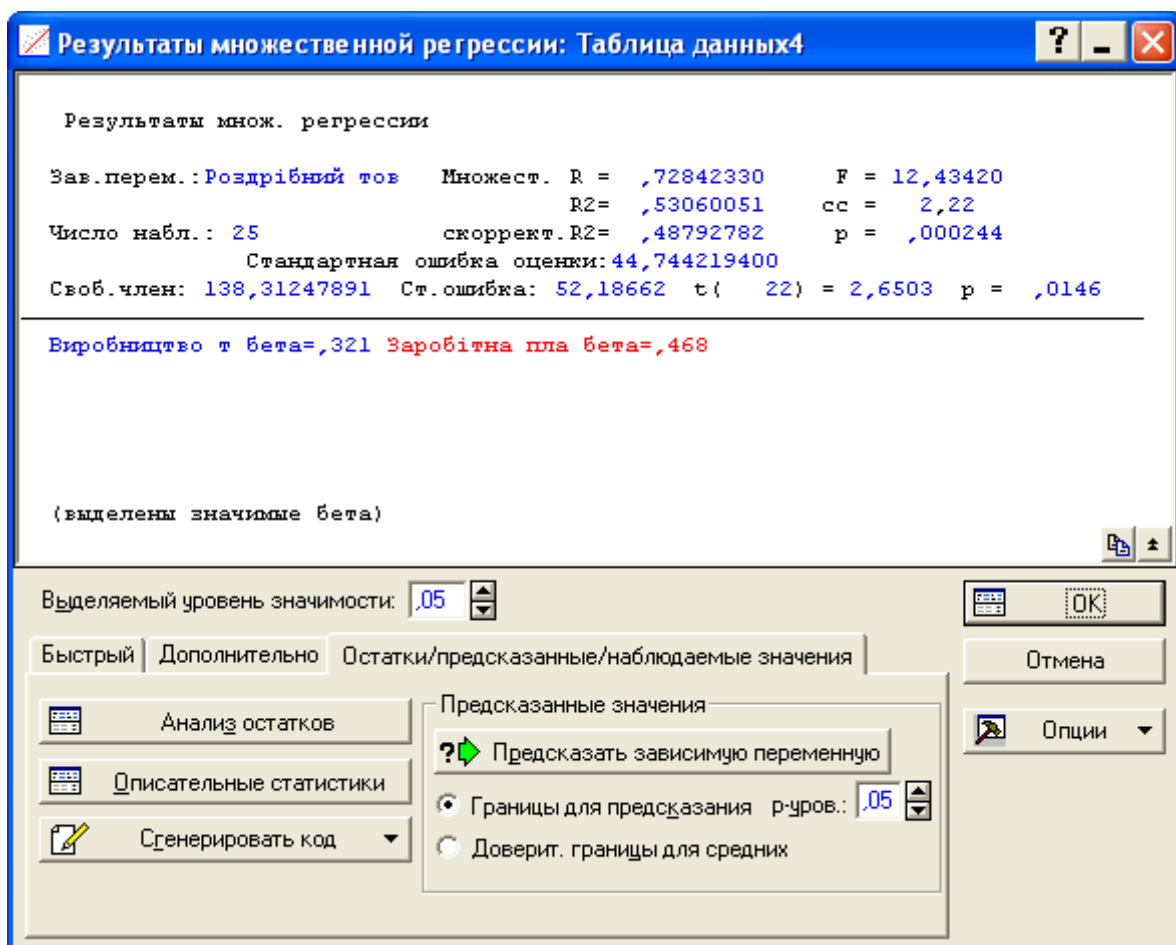 Результаты множественной регрессии: Таблица данных4
Результаты множ. регрессии
Зав.перем.:Роздрібний тов Множест. R = ,72842330 F = 12,43420
R2= ,53060051 сс = 2,22
Число набл.: 25 скоррект.R2= ,48792782 p = ,000244
Стандартная ошибка оценки:44,744219400
Своб.член: 138,31247891 Ст.ошибка: 52,18662 t( 22) = 2,6503 p = ,0146
Виробництво т бета=,321 Заробітна пла бета=,468
(выделены значимые бета)
Выделяемый уровень значимости: ,05
OK
Быстрый Дополнительно Остатки/предсказанные/наблюдаемые значения
Отмена
Предсказанные значения
Анализ остатков
Опции
?Предсказать зависимую переменную
Описательные статистики
Границы для предсказания р-уров.: ,05
Сгенерировать код
Доверит. границы для средних